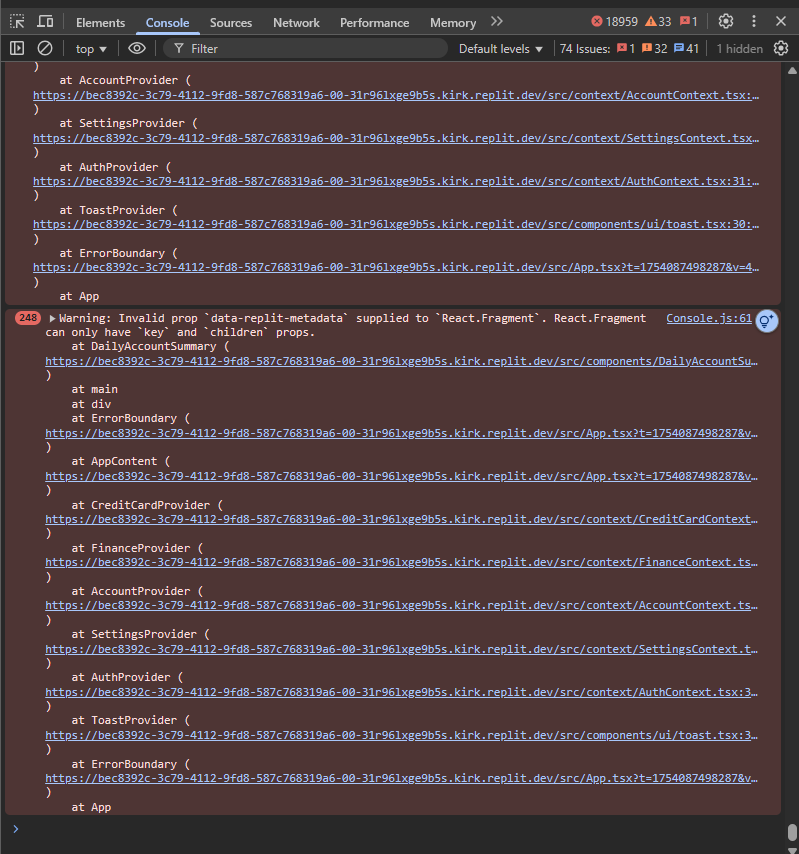 Elements Console Sources Network Performance Memory 18959 33 1
top Filter Default levels 74 Issues: 1 32 41 1 hidden
)
at AccountProvider (
https://bec8392c-3c79-4112-9fd8-587c768319a6-00-31r96lxge9b5s.kirk.replit.dev/src/context/AccountContext.tsx:…
)
at SettingsProvider (
https://bec8392c-3c79-4112-9fd8-587c768319a6-00-31r96lxge9b5s.kirk.replit.dev/src/context/SettingsContext.tsx…
)
at AuthProvider (
https://bec8392c-3c79-4112-9fd8-587c768319a6-00-31r96lxge9b5s.kirk.replit.dev/src/context/AuthContext.tsx:31:…
)
at ToastProvider (
https://bec8392c-3c79-4112-9fd8-587c768319a6-00-31r96lxge9b5s.kirk.replit.dev/src/components/ui/toast.tsx:30:…
)
at ErrorBoundary (
https://bec8392c-3c79-4112-9fd8-587c768319a6-00-31r96lxge9b5s.kirk.replit.dev/src/App.tsx?t=1754087498287&v=4…
)
at App
248 Warning: Invalid prop `data-replit-metadata` supplied to `React.Fragment`. React.Fragment Console.js:61
can only have `key` and `children` props.
at DailyAccountSummary (
https://bec8392c-3c79-4112-9fd8-587c768319a6-00-31r96lxge9b5s.kirk.replit.dev/src/components/DailyAccountSu…
)
at main
at div
at ErrorBoundary (
https://bec8392c-3c79-4112-9fd8-587c768319a6-00-31r96lxge9b5s.kirk.replit.dev/src/App.tsx?t=1754087498287&v…
)
at AppContent (
https://bec8392c-3c79-4112-9fd8-587c768319a6-00-31r96lxge9b5s.kirk.replit.dev/src/App.tsx?t=1754087498287&v…
)
at CreditCardProvider (
https://bec8392c-3c79-4112-9fd8-587c768319a6-00-31r96lxge9b5s.kirk.replit.dev/src/context/CreditCardContext…
)
at FinanceProvider (
https://bec8392c-3c79-4112-9fd8-587c768319a6-00-31r96lxge9b5s.kirk.replit.dev/src/context/FinanceContext.ts…
)
at AccountProvider (
https://bec8392c-3c79-4112-9fd8-587c768319a6-00-31r96lxge9b5s.kirk.replit.dev/src/context/AccountContext.ts…
)
at SettingsProvider (
https://bec8392c-3c79-4112-9fd8-587c768319a6-00-31r96lxge9b5s.kirk.replit.dev/src/context/SettingsContext.t…
)
at AuthProvider (
https://bec8392c-3c79-4112-9fd8-587c768319a6-00-31r96lxge9b5s.kirk.replit.dev/src/context/AuthContext.tsx:3…
)
at ToastProvider (
https://bec8392c-3c79-4112-9fd8-587c768319a6-00-31r96lxge9b5s.kirk.replit.dev/src/components/ui/toast.tsx:3…
)
at ErrorBoundary (
https://bec8392c-3c79-4112-9fd8-587c768319a6-00-31r96lxge9b5s.kirk.replit.dev/src/App.tsx?t=1754087498287&v…
)
at App